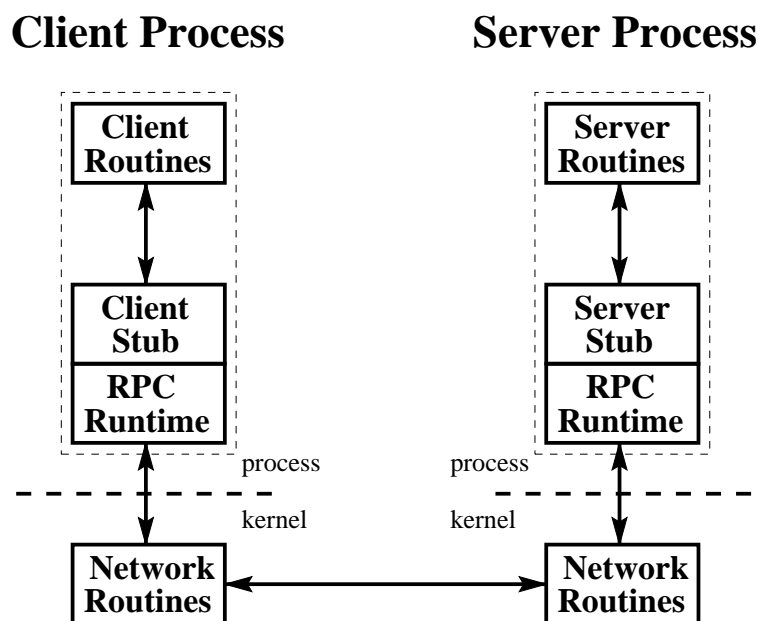 Client Process
Server Process
Client
Routines
Server
Routines
Client
Stub
Server
Stub
RPC
Runtime
RPC
Runtime
process
process
kernel
kernel
Network
Routines
Network
Routines